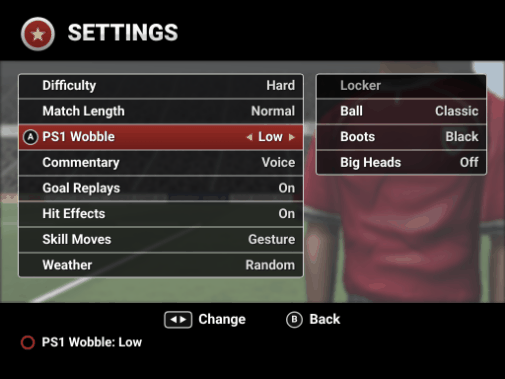 SETTINGS
Difficulty Hard
Match Length Normal
A PS1 Wobble Low
Commentary Voice
Goal Replays On
Hit Effects On
Skill Moves Gesture
Weather Random
Locker
Ball Classic
Boots Black
Big Heads Off
Change B Back
PS1 Wobble: Low